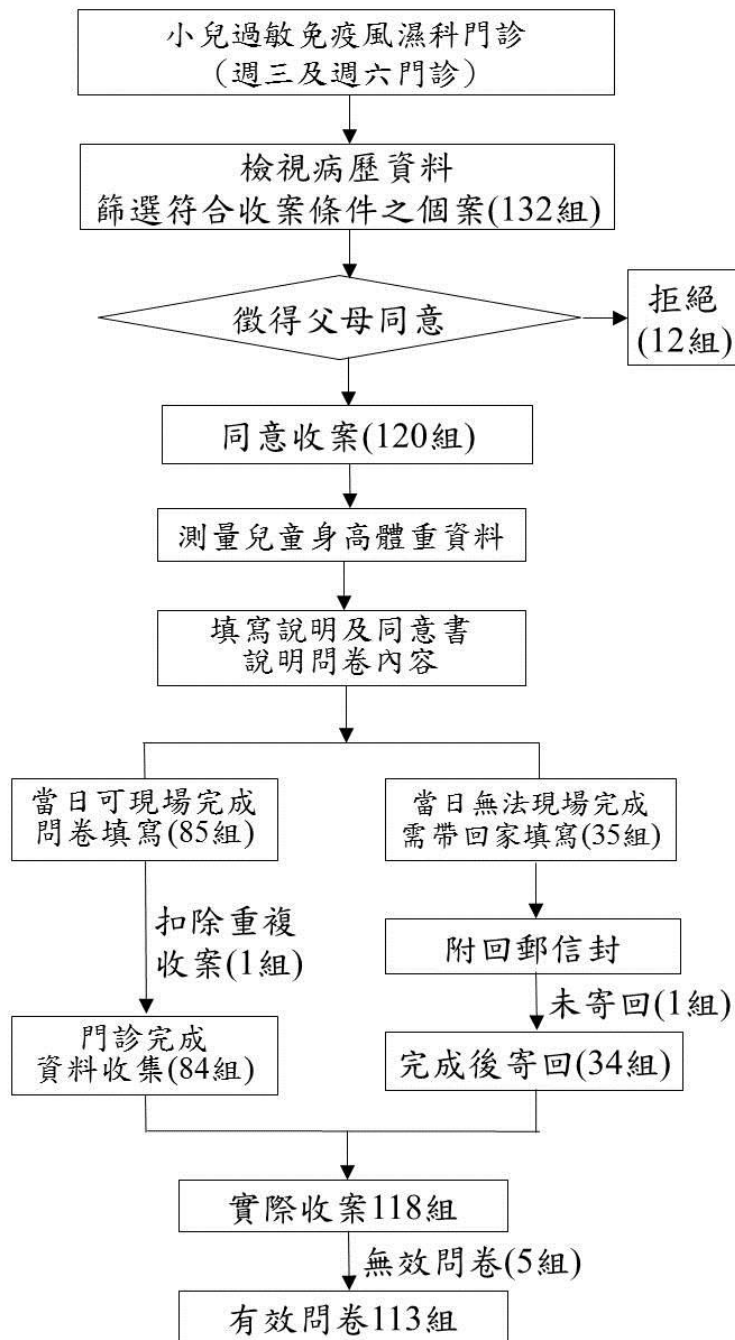 小兒過敏免疫風濕科門診
(週三及週六門診)
檢視病歷資料
篩選符合收案條件之個案(132組)
徵得父母同意
拒絕
(12組)
同意收案(120組)
測量兒童身高體重資料
填寫說明及同意書
說明問卷內容
當日可現場完成
問卷填寫(85組)
當日無法現場完成
需帶回家填寫(35組)
扣除重複
收案(1組)
附回郵信封
未寄回(1組)
門診完成
資料收集(84組)
完成後寄回(34組)
實際收案118組
無效問卷(5組)
有效問卷113組